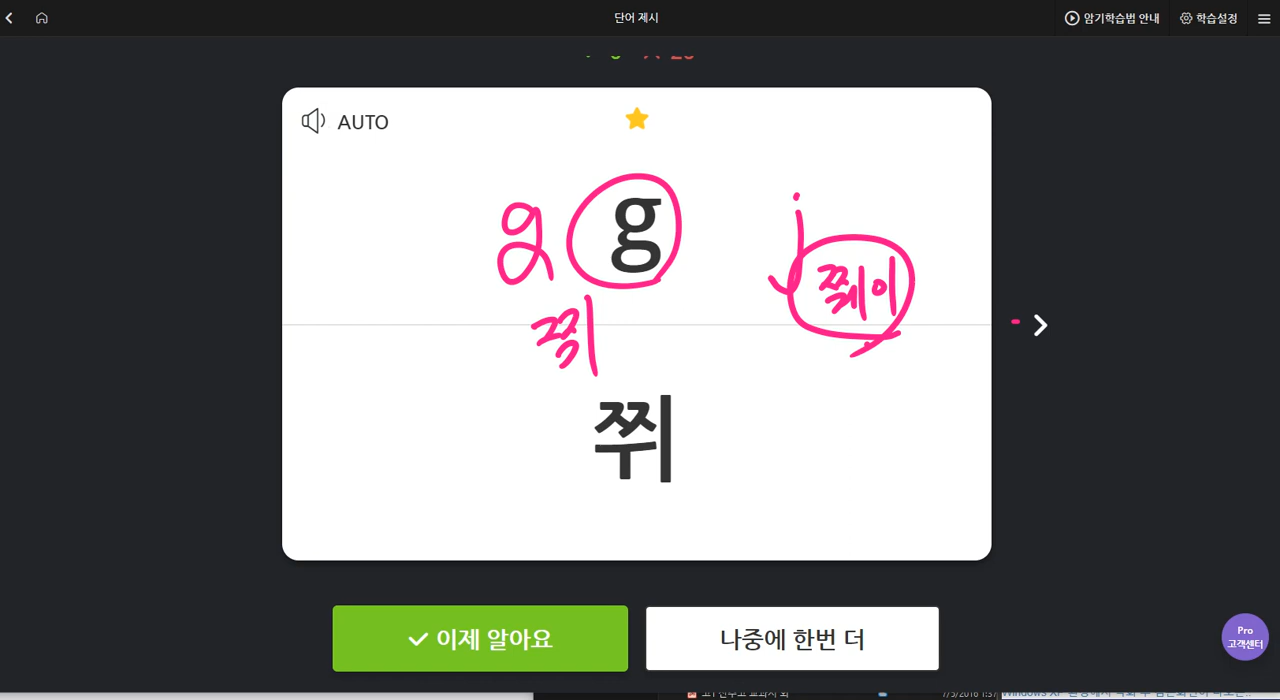 단어 제시
암기학습법 안내
학습설정
AUTO
g g j
쮀이
쮜
이제 알아요
나중에 한번 더
Pro
고객센터